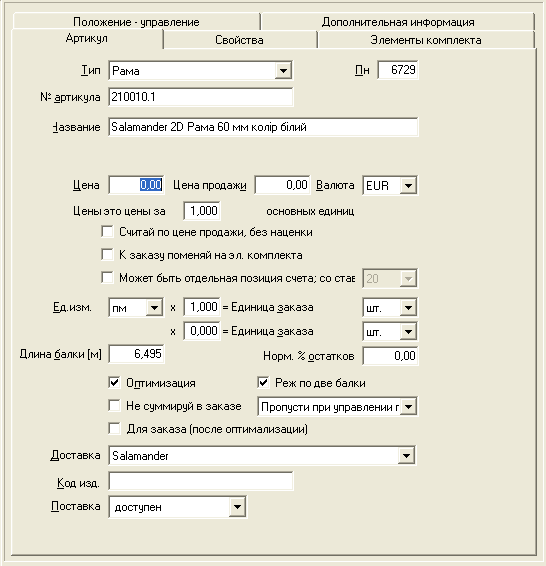 Положение - управление
Дополнительная информация
Артикул
Свойства
Элементы комплекта
Тип
Рама
Пн
6729
№ артикула
210010.1
Название
Salamander 2D Рама 60 мм колір білий
Цена
0,00
Цена продажи
0,00
Валюта
EUR
Цены это цены за
1,000
основных единиц
Считай по цене продажи, без наценки
К заказу поменяй на эл. комплекта
Может быть отдельная позиция счета; со став
20
Ед.изм.
пм
x
1,000
= Единица заказа
шт.
x
0,000
= Единица заказа
шт.
Длина балки [м]
6,495
Норм. % остатков
0,00
Оптимизация
Реж по две балки
Не суммируй в заказе
Пропусти при управлении г
Для заказа (после оптимализации)
Доставка
Salamander
Код изд.
Поставка
доступен